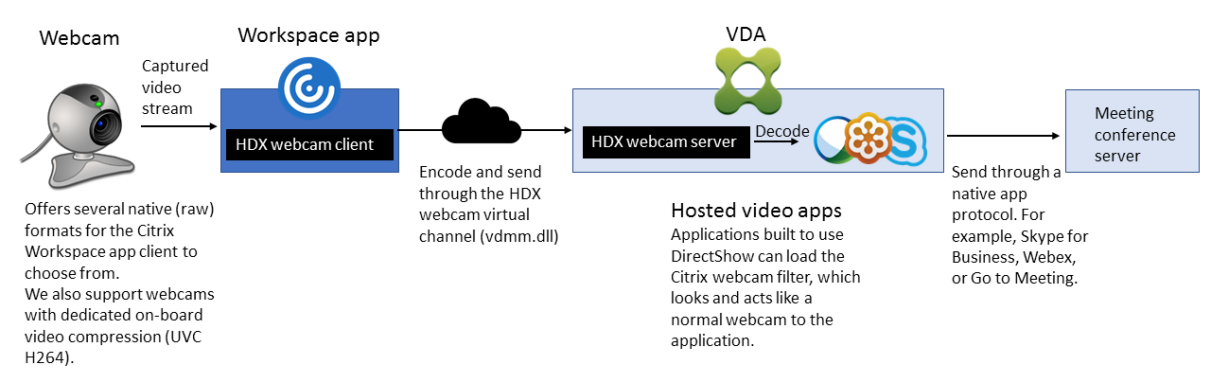 Webcam
Captured
video
stream
Offers several native (raw)
formats for the Citrix
Workspace app client to
choose from.
We also support webcams
with dedicated on-board
video compression (UVC
H264).
Workspace app
HDX webcam client
Encode and send
through the HDX
webcam virtual
channel (vdmm.dll)
VDA
HDX webcam server
Decode
S
Hosted video apps
Applications built to use
DirectShow can load the
Citrix webcam filter, which
looks and acts like a
normal webcam to the
application.
Send through a
native app
protocol. For
example, Skype for
Business, Webex,
or Go to Meeting.
Meeting
conference
server